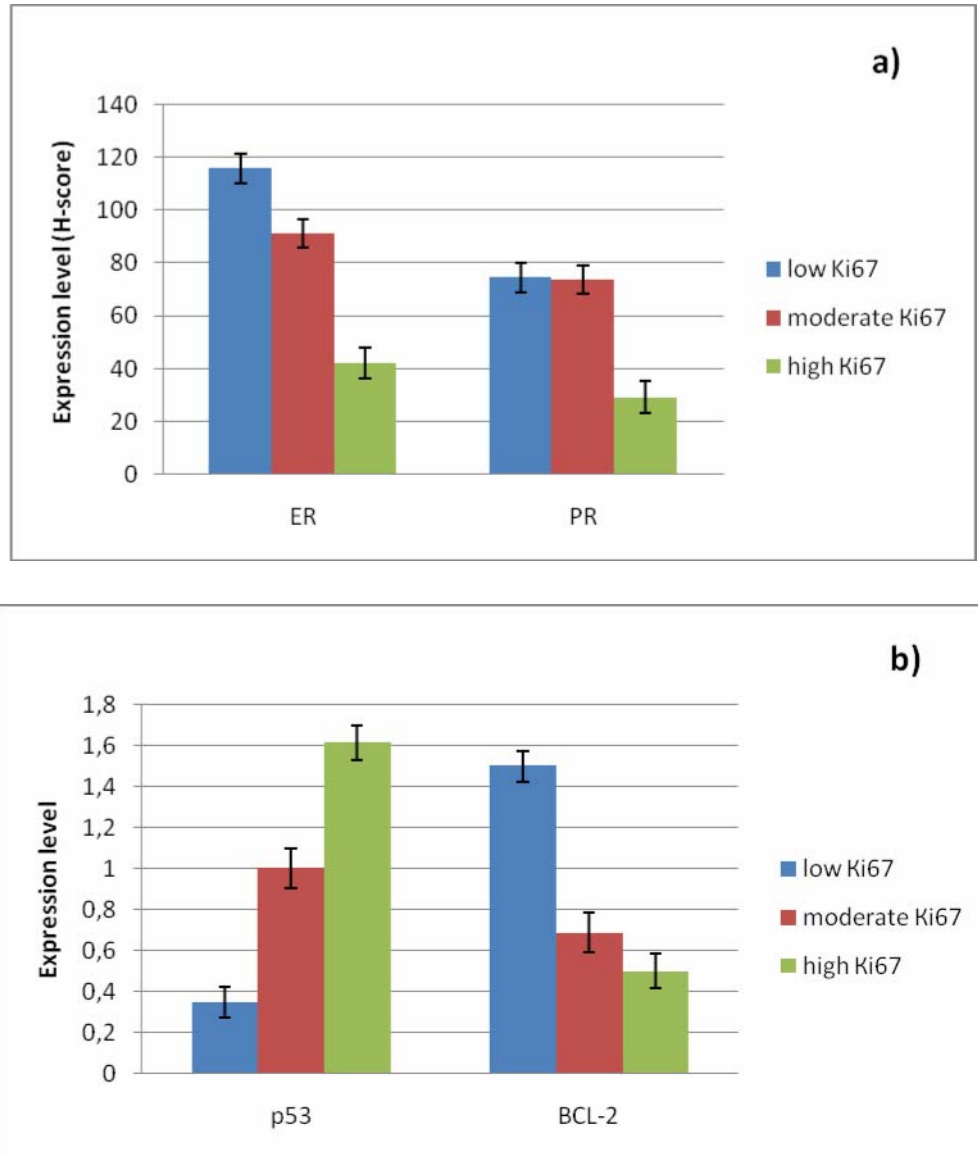 a)
Expression level (H-score)
140
120
100
80
60
40
20
0
ER PR
low Ki67
moderate Ki67
high Ki67
b)
Expression level
1,8
1,6
1,4
1,2
1
0,8
0,6
0,4
0,2
0
p53 BCL-2
low Ki67
moderate Ki67
high Ki67